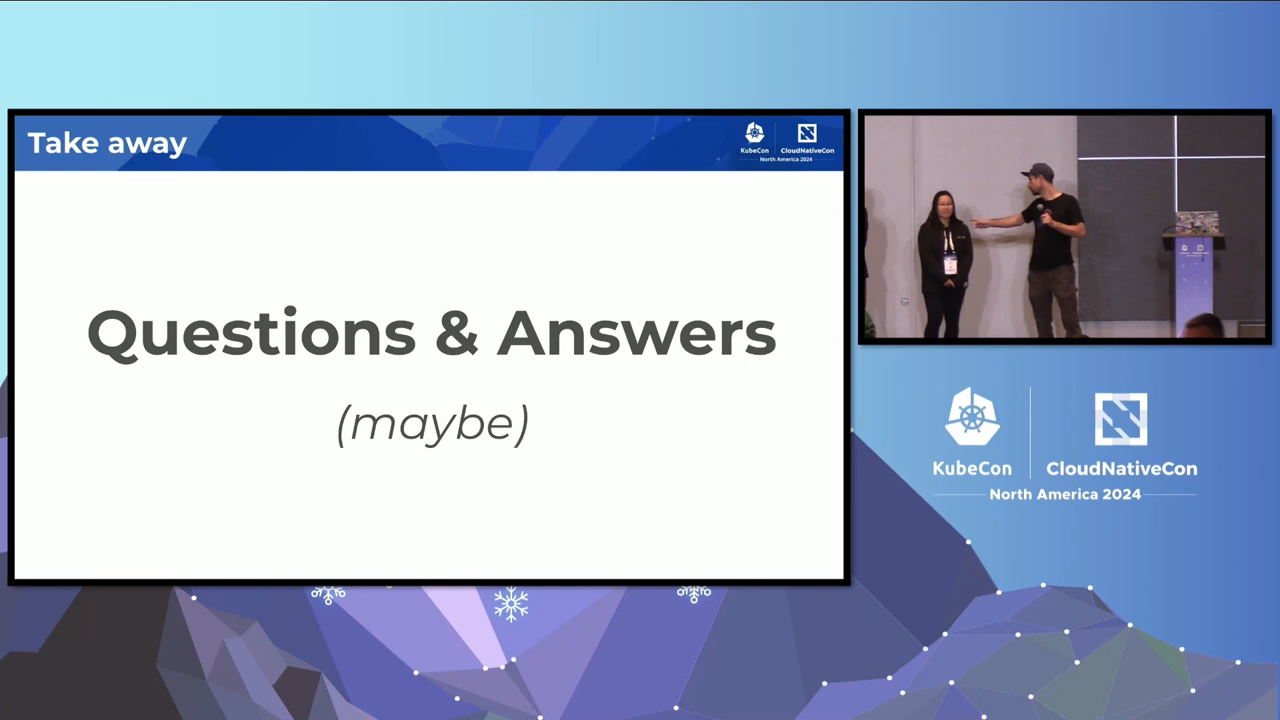 Take away
KubeCon
CloudNativeCon
North America 2024
Questions & Answers
(maybe)
KubeCon
CloudNativeCon
North America 2024